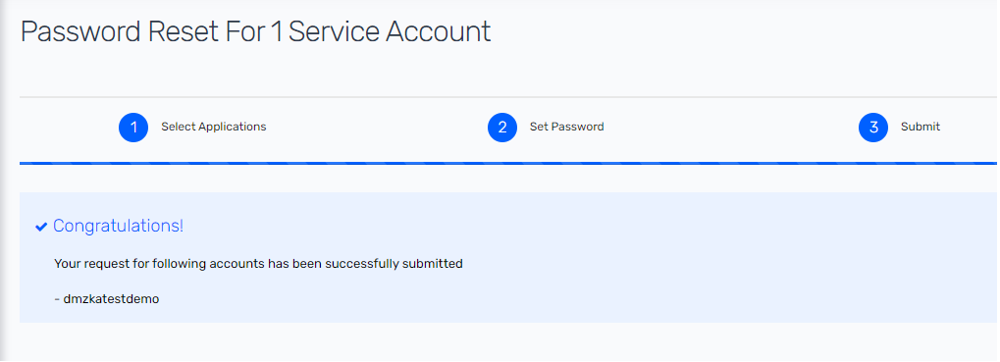 Password Reset For 1 Service Account
1 Select Applications
2 Set Password
3 Submit
Congratulations!
Your request for following accounts has been successfully submitted
- dmzkatestdemo